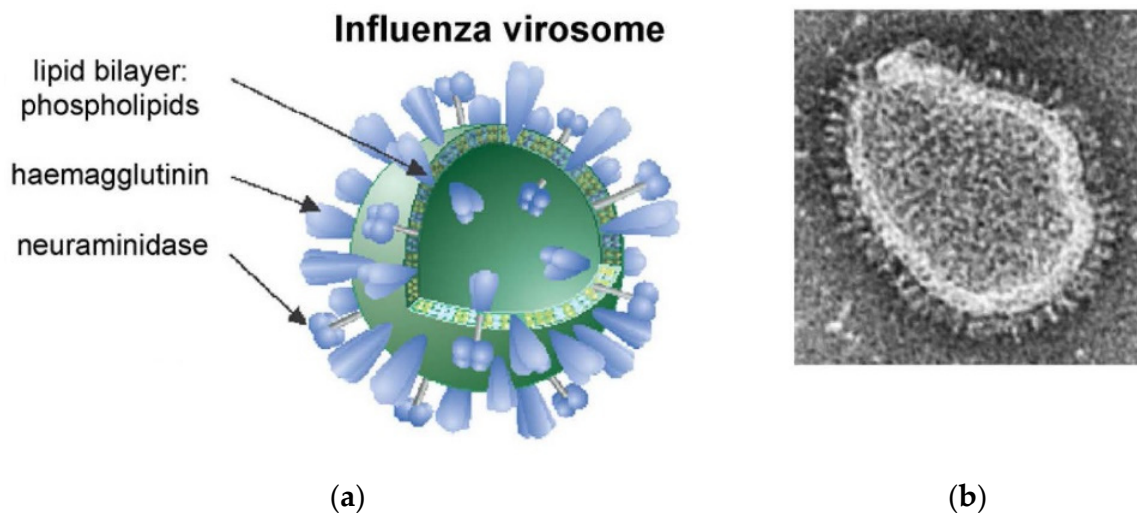 Influenza virosome
lipid bilayer:
phospholipids
haemagglutinin
neuraminidase
(a)
(b)